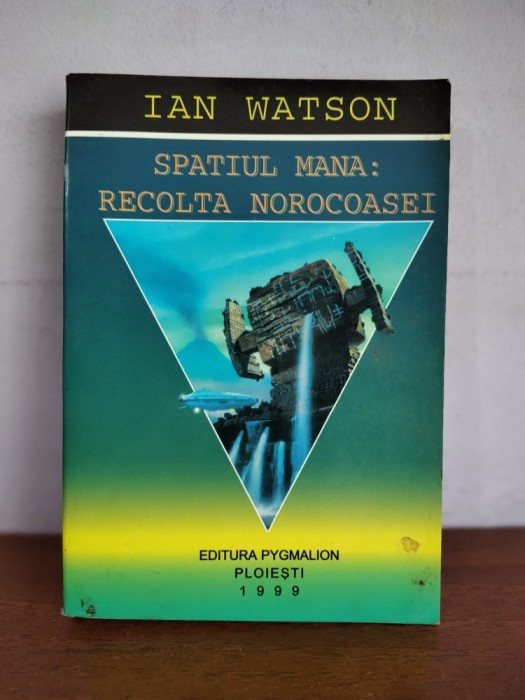 IAN WATSON
SPATIUL MANA:
RECOLTA NOROCOASEI
EDITURA PYGMALION
PLOIEȘTI
1999